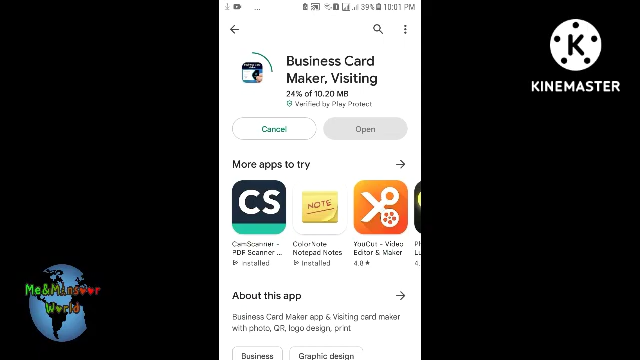 39% 10:01 PM
KINEMASTER
Business Card
Maker, Visiting
24% of 10.20 MB
Verified by Play Protect
Cancel
Open
More apps to try
CS
NOTE
CamScanner -
PDF Scanner ...
Installed
ColorNote
Notepad Notes
Installed
YouCut - Video
Editor & Maker
4.8★
Me&Mansoor
World
About this app
Business Card Maker app & Visiting card maker
with photo, QR, logo design, print
Business
Graphic design